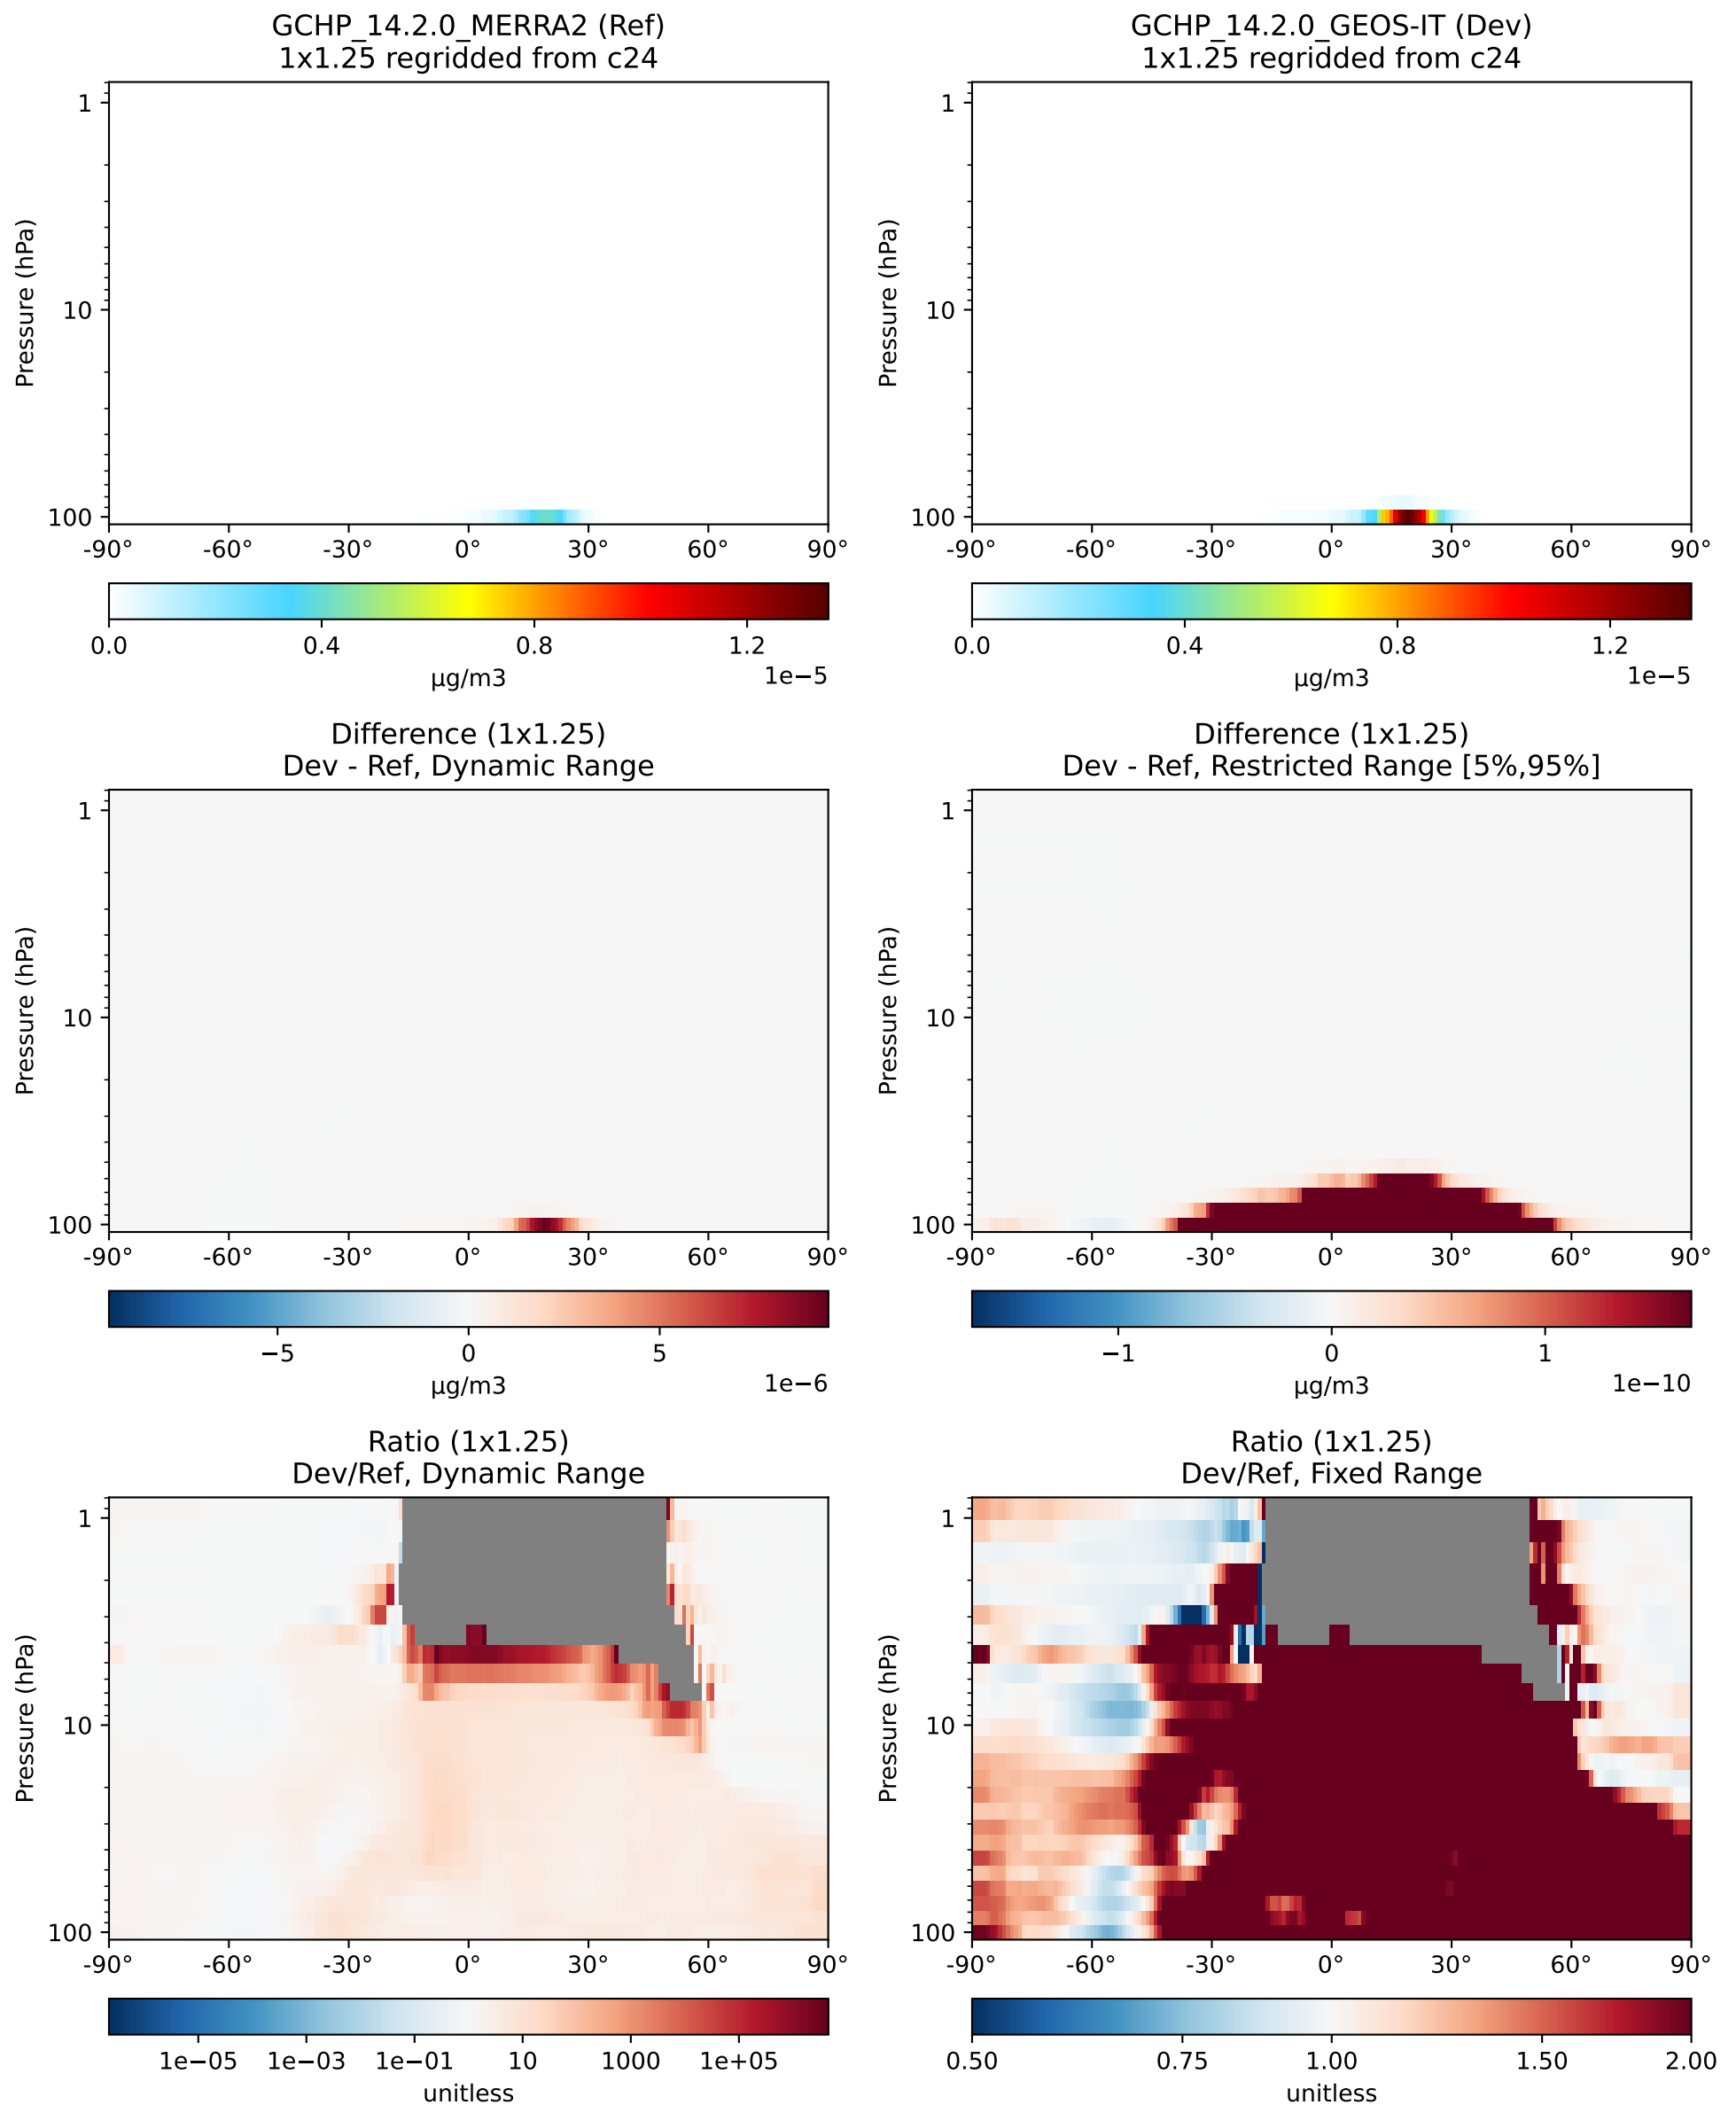 GCHP_14.2.0_MERRA2 (Ref)
1x1.25 regridded from c24
Pressure (hPa)
1
10
100
-90° -60° -30° 0° 30° 60° 90°
0.0 0.4 0.8 1.2
1e−5
µg/m3
GCHP_14.2.0_GEOS-IT (Dev)
1x1.25 regridded from c24
Pressure (hPa)
1
10
100
-90° -60° -30° 0° 30° 60° 90°
0.0 0.4 0.8 1.2
1e−5
µg/m3
Difference (1x1.25)
Dev - Ref, Dynamic Range
Pressure (hPa)
1
10
100
-90° -60° -30° 0° 30° 60° 90°
−5 0 5
1e−6
µg/m3
Difference (1x1.25)
Dev - Ref, Restricted Range [5%,95%]
Pressure (hPa)
1
10
100
-90° -60° -30° 0° 30° 60° 90°
−1 0 1
1e−10
µg/m3
Ratio (1x1.25)
Dev/Ref, Dynamic Range
Pressure (hPa)
1
10
100
-90° -60° -30° 0° 30° 60° 90°
1e−05 1e−03 1e−01 10 1000 1e+05
unitless
Ratio (1x1.25)
Dev/Ref, Fixed Range
Pressure (hPa)
1
10
100
-90° -60° -30° 0° 30° 60° 90°
0.50 0.75 1.00 1.50 2.00
unitless